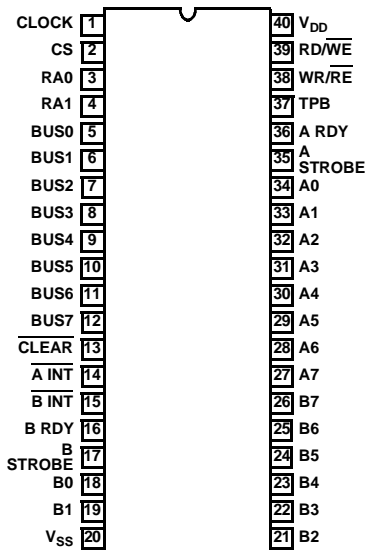 CLOCK 1 40 VDD
CS 2 39 RD/WE
RA0 3 38 WR/RE
RA1 4 37 TPB
BUS0 5 36 A RDY
BUS1 6 35 A STROBE
BUS2 7 34 A0
BUS3 8 33 A1
BUS4 9 32 A2
BUS5 10 31 A3
BUS6 11 30 A4
BUS7 12 29 A5
CLEAR 13 28 A6
A INT 14 27 A7
B INT 15 26 B7
B RDY 16 25 B6
B STROBE 17 24 B5
B0 18 23 B4
B1 19 22 B3
VSS 20 21 B2